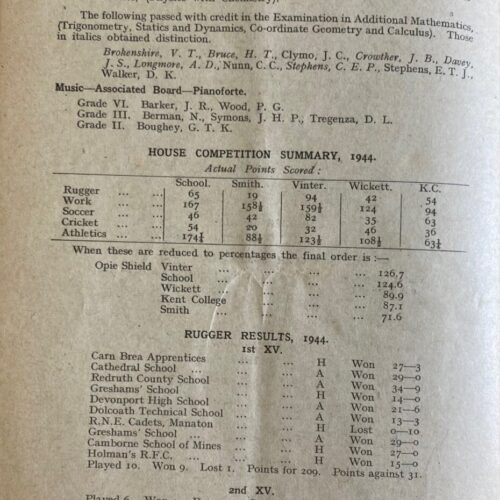 The following passed with credit in the Examination in Additional Mathematics,
(Trigonometry, Statics and Dynamics, Co-ordinate Geometry and Calculus). Those
in italics obtained distinction.
Brokenshire, V. T., Bruce, H. T., Clymo, J. C., Crowther, J. B., Davey,
J. S., Longmore, A. D., Nunn, C. C., Stephens, C. E. P., Stephens, E. T. J.,
Walker, D. K.
Music—Associated Board—Pianoforte.
Grade VI. Barker, J. R., Wood, P. G.
Grade III. Berman, N., Symons, J. H. P., Tregenza, D. L.
Grade II. Boughey, G. T. K.
HOUSE COMPETITION SUMMARY, 1944.
Actual Points Scored :
School. Smith. Vinter. Wickett. K.C.
Rugger ... ... 65 19 94 42 54
Work ... ... 167 158½ 159½ 124 94
Soccer ... ... 46 42 82 35 63
Cricket ... ... 54 20 32 46 36
Athletics ... ... 174½ 88½ 123½ 108½ 63½
When these are reduced to percentages the final order is :—
Opie Shield Vinter ... ... ... ... 126.7
School ... ... ... ... 124.6
Wickett ... ... ... ... 89.9
Kent College ... ... ... 87.1
Smith ... ... ... ... 71.6
RUGGER RESULTS, 1944.
1st XV.
Carn Brea Apprentices ... ... H Won 27—3
Cathedral School ... ... ... A Won 29—0
Redruth County School ... ... A Won 34—9
Greshams' School ... ... ... H Won 14—0
Devonport High School ... ... A Won 21—6
Dolcoath Technical School ... ... A Won 13—3
R.N.E. Cadets, Manaton ... ... H Lost 0—10
Greshams' School ... ... ... A Won 29—0
Camborne School of Mines ... ... H Won 27—0
Holman's R.F.C. ... ... ... H Won 15—0
Played 10. Won 9. Lost 1. Points for 209. Points against 31.
2nd XV.